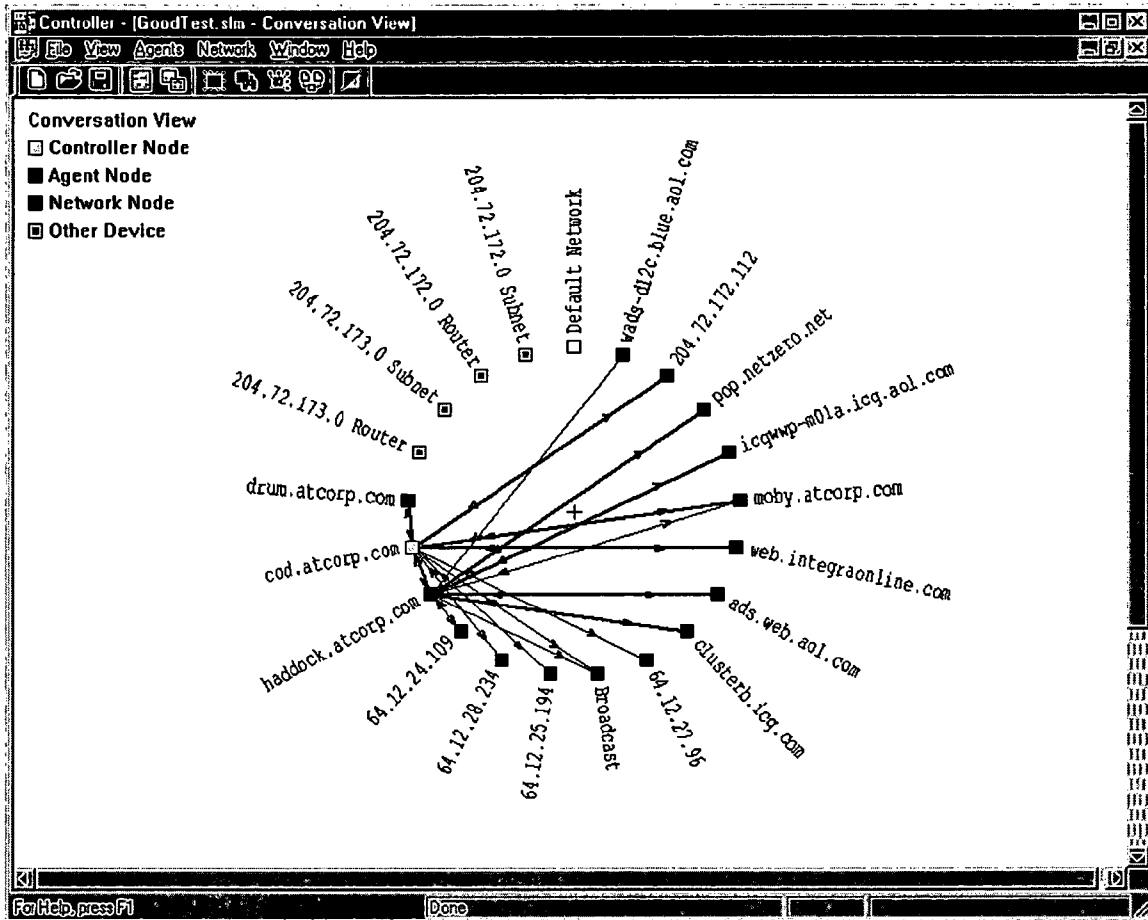 Controller - [GoodTest.slm - Conversation View]
File View Agents Network Window Help
Conversation View
Controller Node
Agent Node
Network Node
Other Device
204.72.173.0 Router
204.72.173.0 Subnet
204.72.172.0 Router
204.72.172.0 Subnet
Default Network
wads-d12c.blue.aol.com
204.72.172.112
pop.netzero.net
icqwwp-m01a.icq.aol.com
moby.atcorp.com
web.integraonline.com
ads.web.aol.com
clusterb.icq.com
64.12.27.96
Broadcast
64.12.25.194
64.12.28.234
64.12.24.109
haddock.atcorp.com
cod.atcorp.com
drum.atcorp.com
For Help, press F1
Done